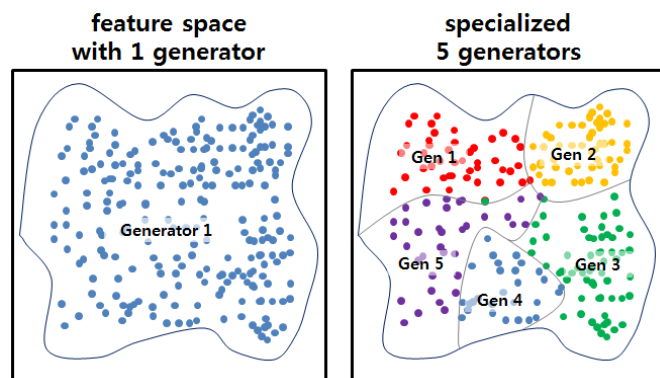 feature space
with 1 generator
specialized
5 generators
Generator 1
Gen 1
Gen 2
Gen 5
Gen 3
Gen 4